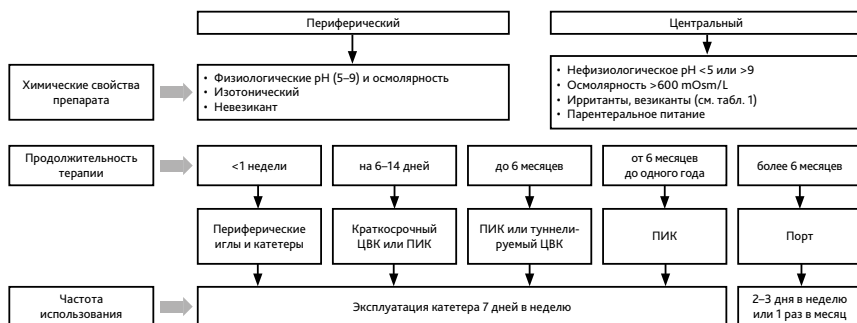 Периферический
Центральный
Химические свойства
препарата
• Физиологические pH (5–9) и осмолярность
• Изотонический
• Невезикант
• Нефизиологическое pH <5 или >9
• Осмолярность >600 mOsm/L
• Ирританты, везиканты (см. табл. 1)
• Парентеральное питание
Продолжительность
терапии
<1 недели
на 6–14 дней
до 6 месяцев
от 6 месяцев
до одного года
более 6 месяцев
Периферические
иглы и катетеры
Краткосрочный
ЦВК или ПИК
ПИК или туннели-
руемый ЦВК
ПИК
Порт
Частота
использования
Эксплуатация катетера 7 дней в неделю
2–3 дня в неделю
или 1 раз в месяц